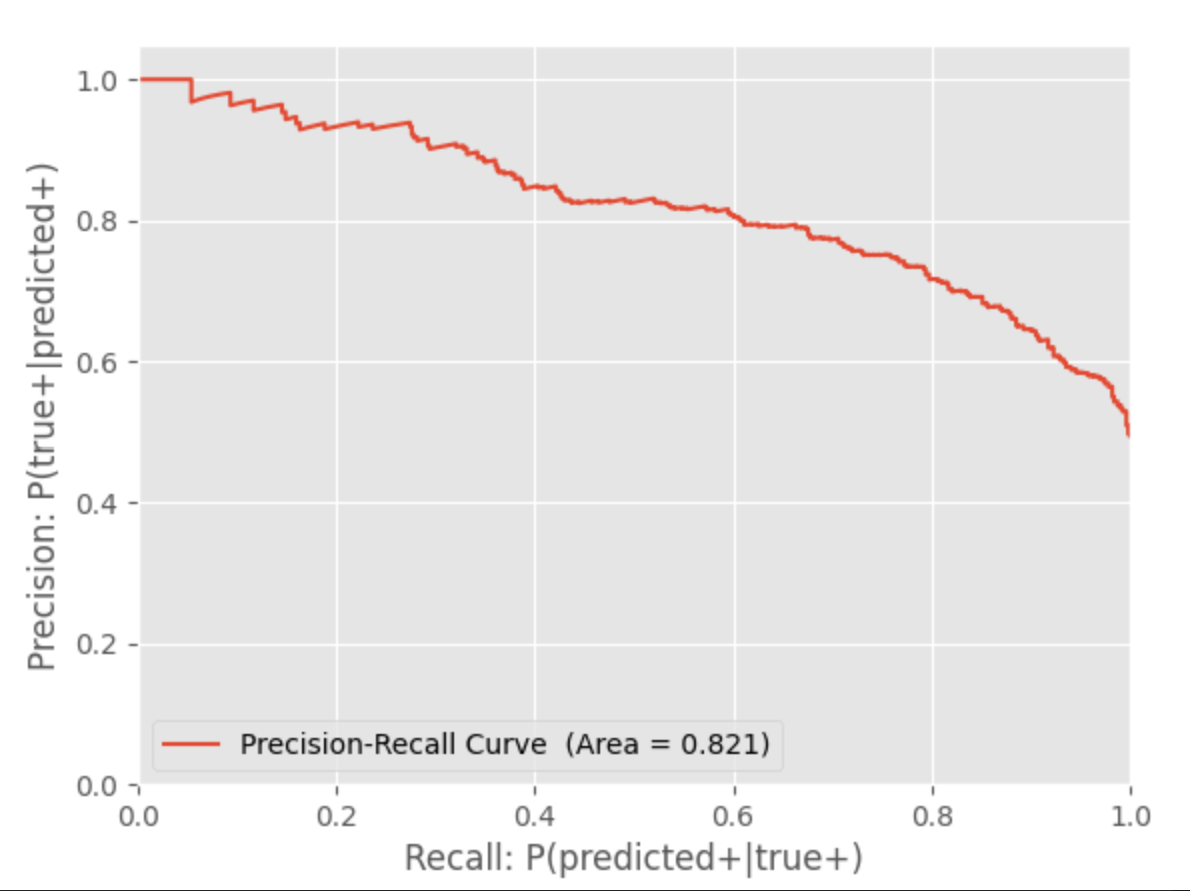 Precision: P(true+|predicted+)
1.0
0.8
0.6
0.4
0.2
0.0
Precision-Recall Curve  (Area = 0.821)
0.0 0.2 0.4 0.6 0.8 1.0
Recall: P(predicted+|true+)